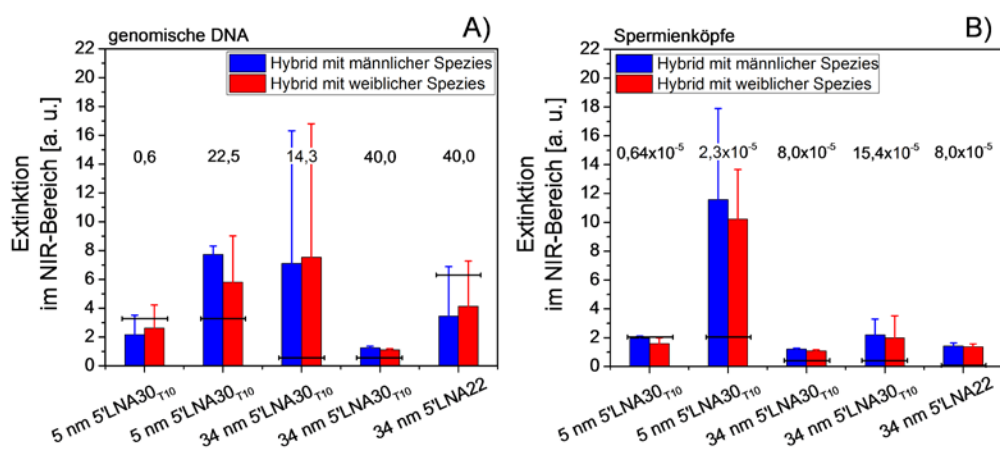 genomische DNA
A)
Hybrid mit männlicher Spezies
Hybrid mit weiblicher Spezies
0,6
22,5
14,3
40,0
40,0
Extinktion
im NIR-Bereich [a. u.]
22
20
18
16
14
12
10
8
6
4
2
0
5 nm 5'LNA30T10
5 nm 5'LNA30T10
34 nm 5'LNA30T10
34 nm 5'LNA30T10
34 nm 5'LNA22
Spermienköpfe
B)
Hybrid mit männlicher Spezies
Hybrid mit weiblicher Spezies
0,64x10-5
2,3x10-5
8,0x10-5
15,4x10-5
8,0x10-5
Extinktion
im NIR-Bereich [a. u.]
22
20
18
16
14
12
10
8
6
4
2
0
5 nm 5'LNA30T10
5 nm 5'LNA30T10
34 nm 5'LNA30T10
34 nm 5'LNA30T10
34 nm 5'LNA22